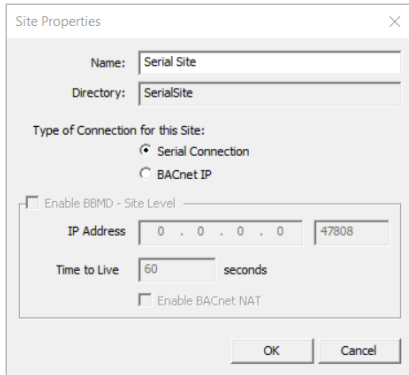 Site Properties
Name: Serial Site
Directory: SerialSite
Type of Connection for this Site:
Serial Connection
BACnet IP
Enable BBMD - Site Level
IP Address 0 . 0 . 0 . 0 47808
Time to Live 60 seconds
Enable BACnet NAT
OK Cancel